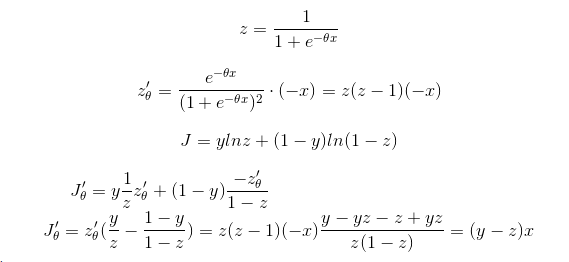 z = \frac{1}{1 + e^{-\theta x}}
z'_{\theta} = \frac{e^{-\theta x}}{(1 + e^{-\theta x})^2} \cdot (-x) = z(z - 1)(-x)
J = ylnz + (1 - y)ln(1 - z)
J'_{\theta} = y\frac{1}{z}z'_{\theta} + (1 - y)\frac{-z'_{\theta}}{1 - z}
J'_{\theta} = z'_{\theta}(\frac{y}{z} - \frac{1 - y}{1 - z}) = z(z - 1)(-x)\frac{y - yz - z + yz}{z(1 - z)} = (y - z)x